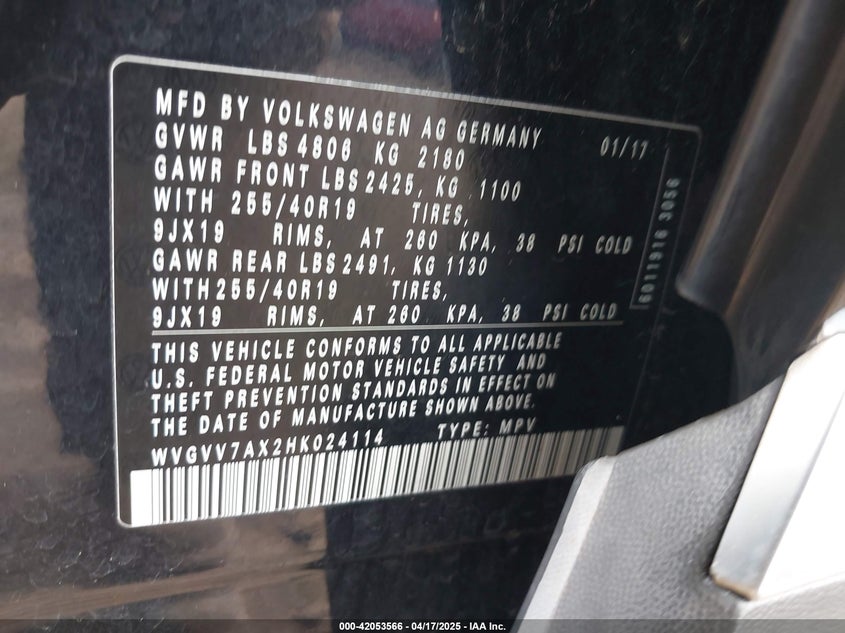 MFD BY VOLKSWAGEN AG GERMANY 01/17
GVWR LBS 4806 KG 2180
GAWR FRONT LBS 2425, KG 1100
WITH 255/40R19 TIRES,
9JX19 RIMS, AT 260 KPA, 38 PSI COLD
GAWR REAR LBS 2491, KG 1130
WITH 255/40R19 TIRES,
9JX19 RIMS, AT 260 KPA, 38 PSI COLD
THIS VEHICLE CONFORMS TO ALL APPLICABLE
U.S. FEDERAL MOTOR VEHICLE SAFETY AND
THEFT PREVENTION STANDARDS IN EFFECT ON
THE DATE OF MANUFACTURE SHOWN ABOVE.
WVGVV7AX2HK024114 TYPE: MPV
6011916 3056
000-42053566 - 04/17/2025 - IAA Inc.